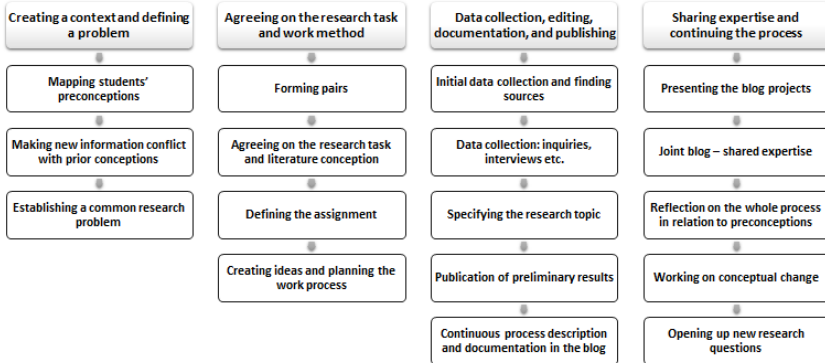 Creating a context and defining
a problem
Mapping students'
preconceptions
Making new information conflict
with prior conceptions
Establishing a common research
problem
Agreeing on the research task
and work method
Forming pairs
Agreeing on the research task
and literature conception
Defining the assignment
Creating ideas and planning the
work process
Data collection, editing,
documentation, and publishing
Initial data collection and finding
sources
Data collection: inquiries,
interviews etc.
Specifying the research topic
Publication of preliminary results
Continuous process description
and documentation in the blog
Sharing expertise and
continuing the process
Presenting the blog projects
Joint blog – shared expertise
Reflection on the whole process
in relation to preconceptions
Working on conceptual change
Opening up new research
questions